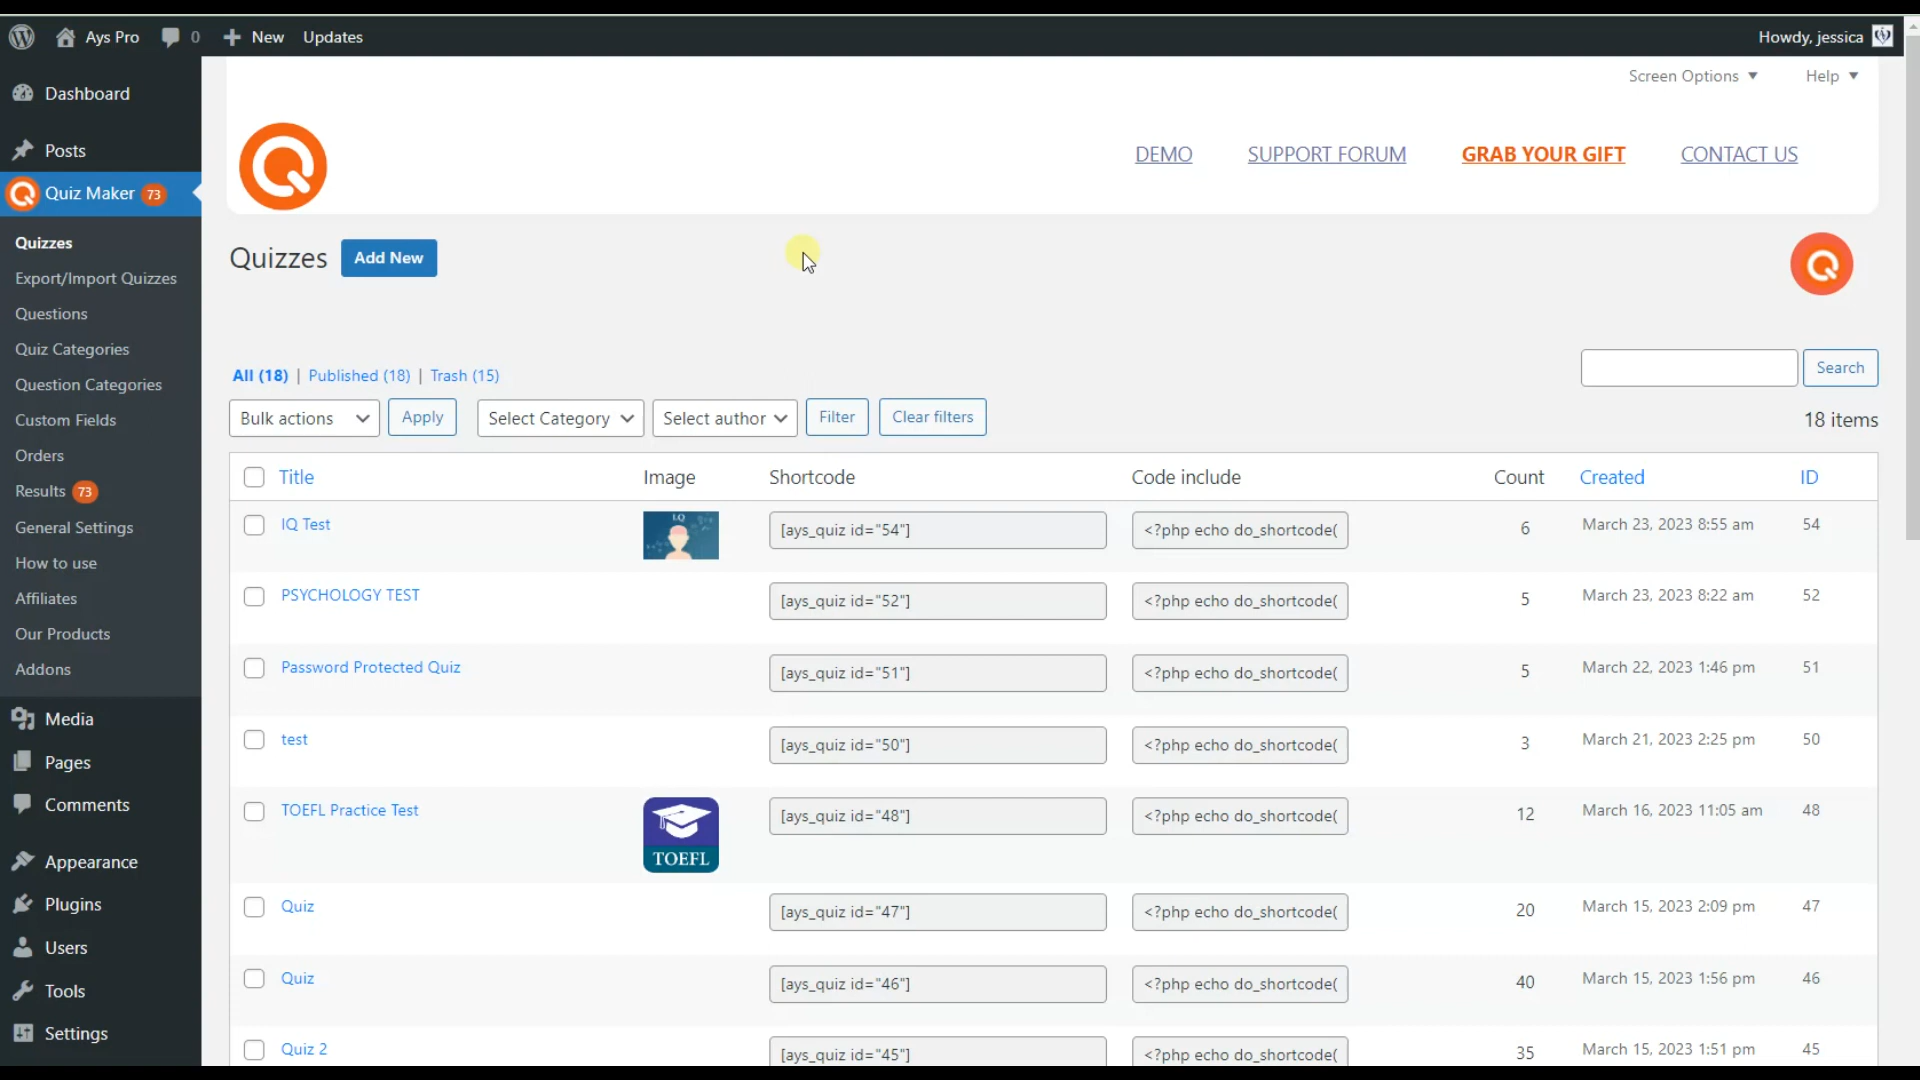 Ays Pro 0 New Updates Howdy, jessica
Screen Options Help
DEMO SUPPORT FORUM GRAB YOUR GIFT CONTACT US
Dashboard
Posts
Quiz Maker 73
Quizzes
Export/Import Quizzes
Questions
Quiz Categories
Question Categories
Custom Fields
Orders
Results 73
General Settings
How to use
Affiliates
Our Products
Addons
Media
Pages
Comments
Appearance
Plugins
Users
Tools
Settings
Quizzes Add New
All (18) | Published (18) | Trash (15)
Search
Bulk actions Apply Select Category Select author Filter Clear filters 18 items
Title Image Shortcode Code include Count Created ID
IQ Test IQ [ays_quiz id="54"] <?php echo do_shortcode( 6 March 23, 2023 8:55 am 54
PSYCHOLOGY TEST [ays_quiz id="52"] <?php echo do_shortcode( 5 March 23, 2023 8:22 am 52
Password Protected Quiz [ays_quiz id="51"] <?php echo do_shortcode( 5 March 22, 2023 1:46 pm 51
test [ays_quiz id="50"] <?php echo do_shortcode( 3 March 21, 2023 2:25 pm 50
TOEFL Practice Test TOEFL [ays_quiz id="48"] <?php echo do_shortcode( 12 March 16, 2023 11:05 am 48
Quiz [ays_quiz id="47"] <?php echo do_shortcode( 20 March 15, 2023 2:09 pm 47
Quiz [ays_quiz id="46"] <?php echo do_shortcode( 40 March 15, 2023 1:56 pm 46
Quiz 2 [ays_quiz id="45"] <?php echo do_shortcode( 35 March 15, 2023 1:51 pm 45